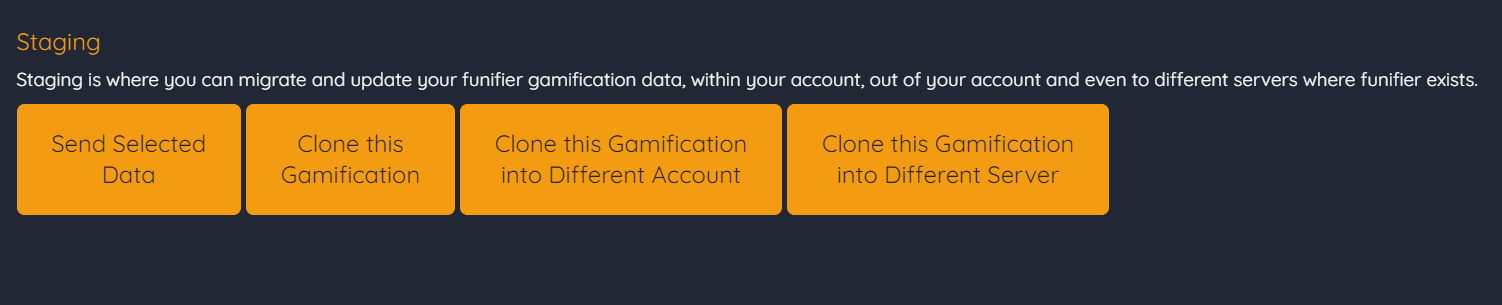 Staging
Staging is where you can migrate and update your funifier gamification data, within your account, out of your account and even to different servers where funifier exists.
Send Selected
Data
Clone this
Gamification
Clone this Gamification
into Different Account
Clone this Gamification
into Different Server